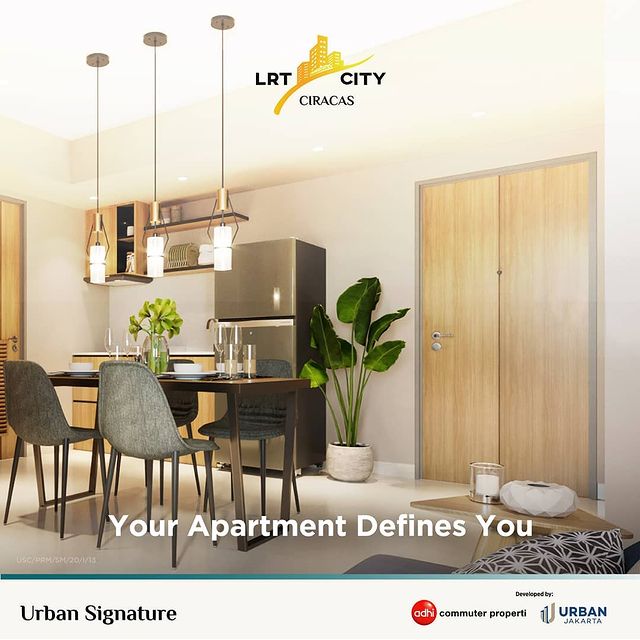 LRT CITY
CIRACAS
Your Apartment Defines You
USC/PRM/SM/20/I/13
Developed by:
Urban Signature
adhi commuter properti
URBAN
JAKARTA